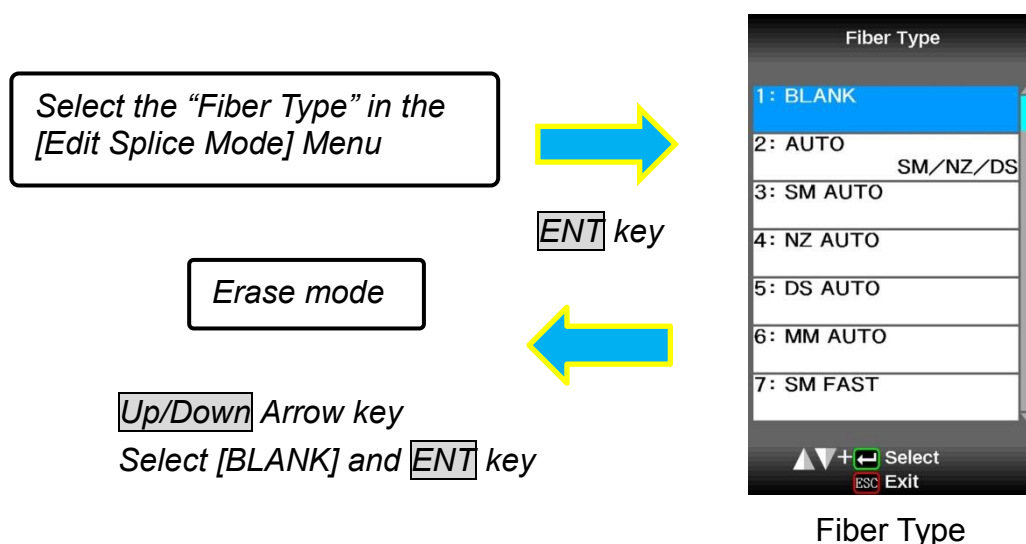 Select the “Fiber Type” in the
[Edit Splice Mode] Menu
ENT key
Erase mode
Up/Down Arrow key
Select [BLANK] and ENT key
Fiber Type
1: BLANK
2: AUTO
SM/NZ/DS
3: SM AUTO
4: NZ AUTO
5: DS AUTO
6: MM AUTO
7: SM FAST
+ Select
ESC Exit
Fiber Type